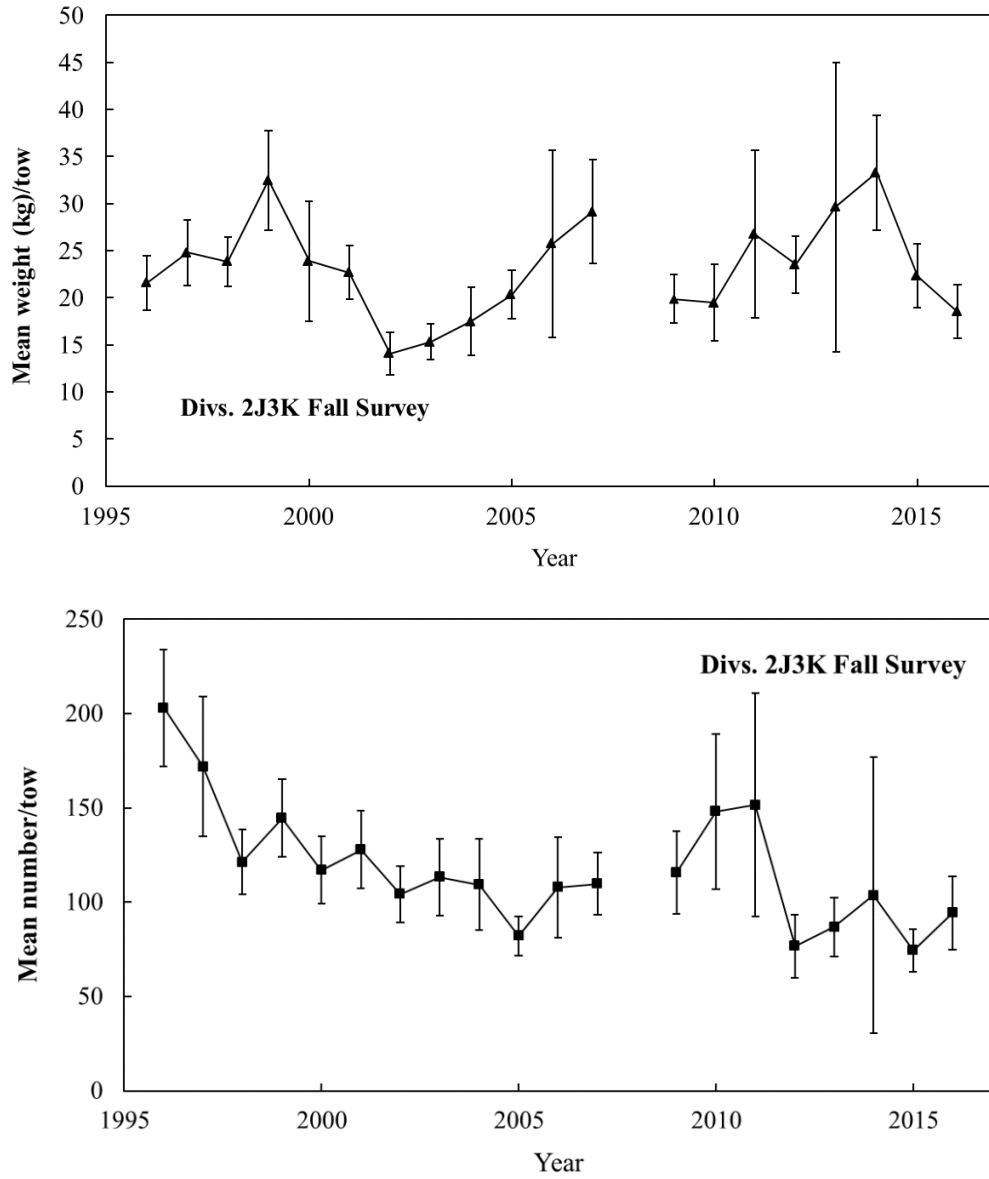 50
45
40
35
30
25
20
15
10
5
0
Mean weight (kg)/tow
Divs. 2J3K Fall Survey
1995 2000 2005 2010 2015
Year
250
200
150
100
50
0
Mean number/tow
Divs. 2J3K Fall Survey
1995 2000 2005 2010 2015
Year